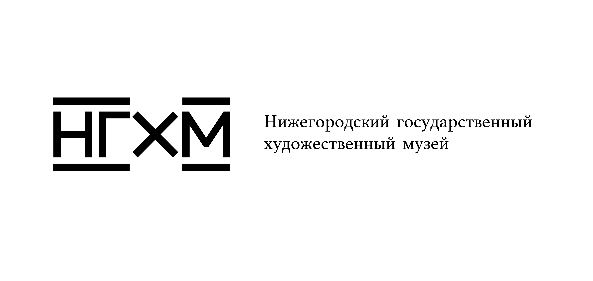 НГХМ
Нижегородский государственный
художественный музей